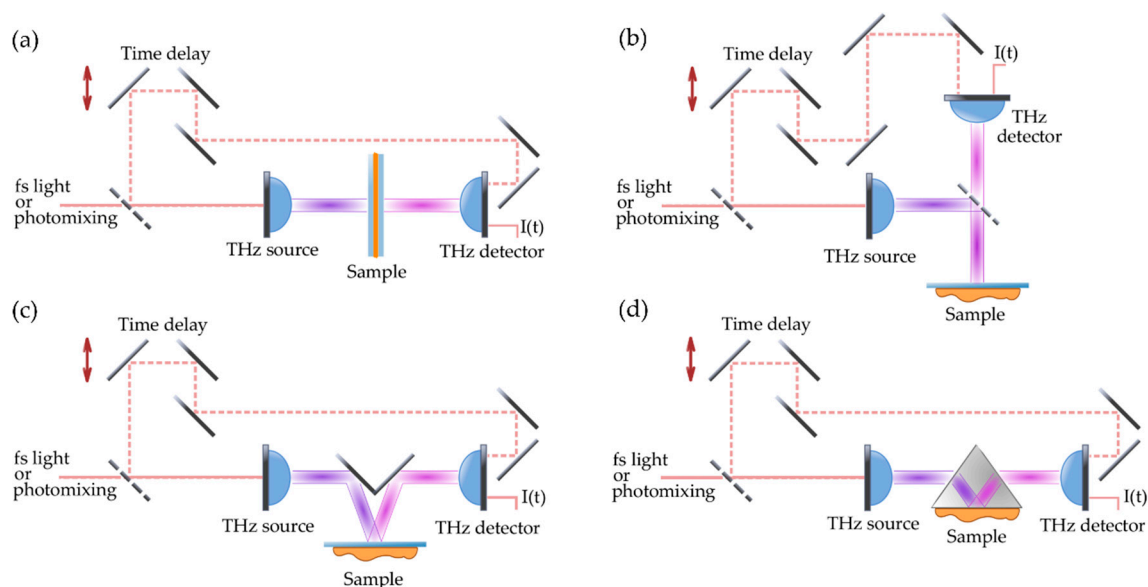 (a)
Time delay
fs light
or
photomixing
THz source
Sample
THz detector
I(t)
(b)
Time delay
I(t)
THz
detector
fs light
or
photomixing
THz source
Sample
(c)
Time delay
fs light
or
photomixing
THz source
Sample
THz detector
I(t)
(d)
Time delay
fs light
or
photomixing
THz source
Sample
THz detector
I(t)